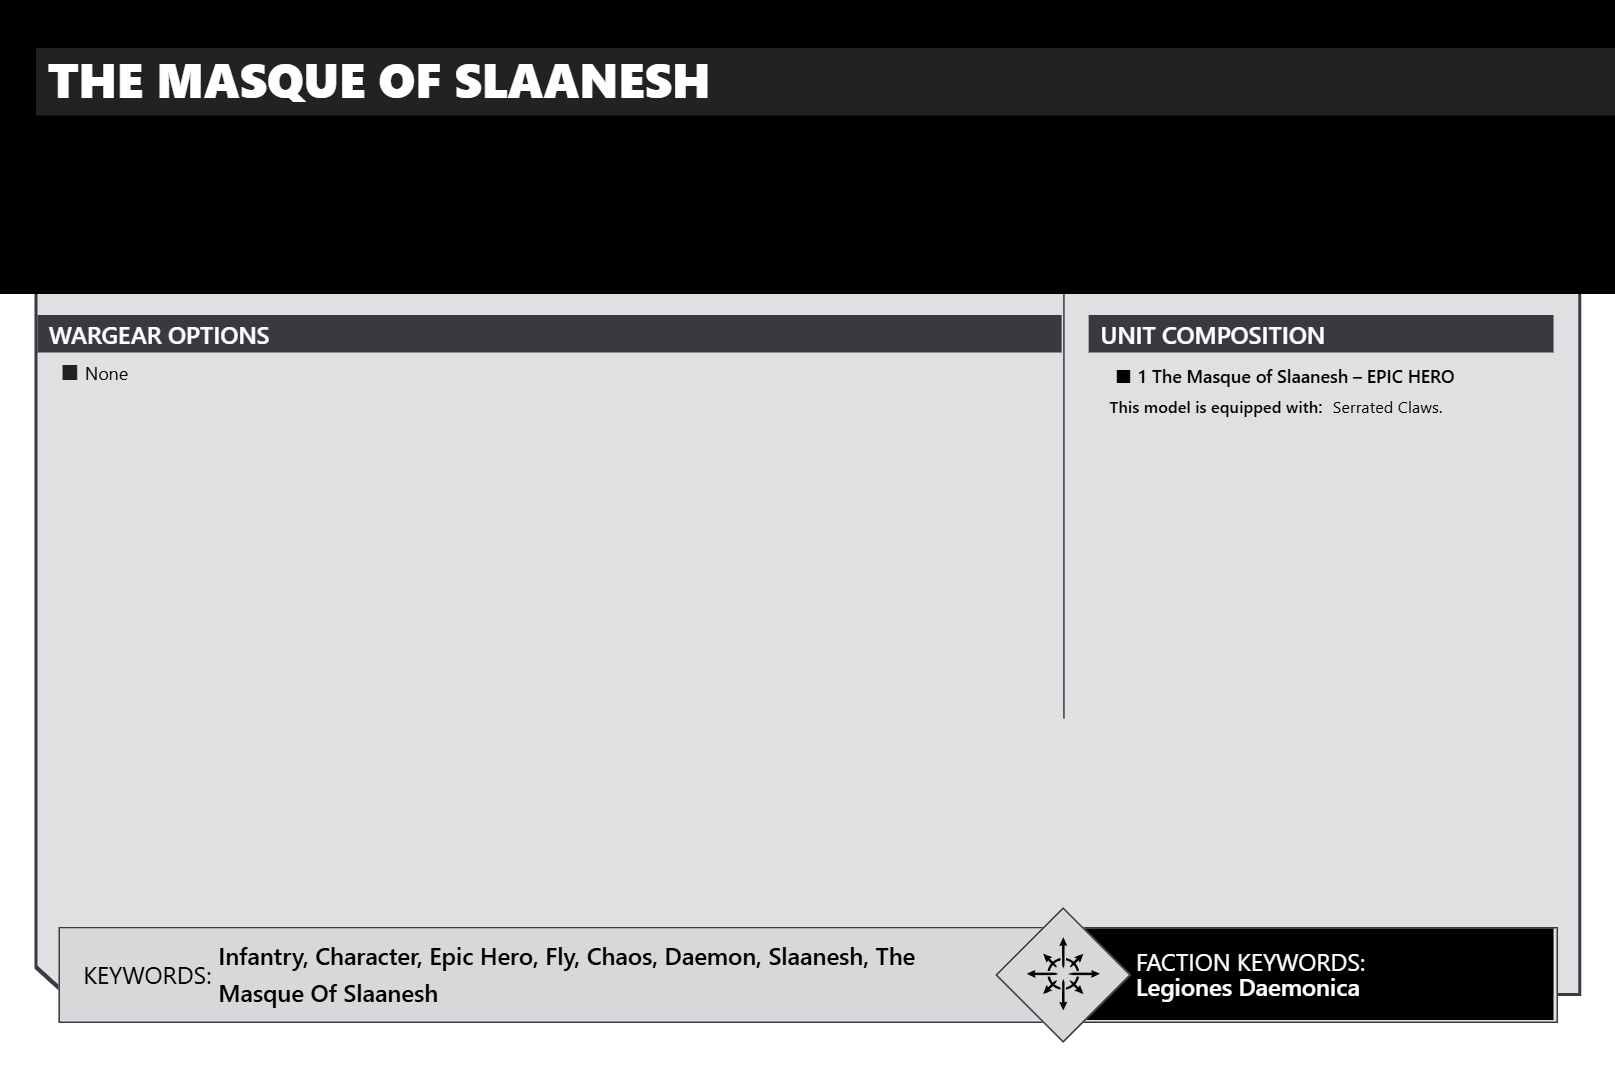 THE MASQUE OF SLAANESH
WARGEAR OPTIONS
■ None
UNIT COMPOSITION
■ 1 The Masque of Slaanesh – EPIC HERO
This model is equipped with: Serrated Claws.
KEYWORDS: Infantry, Character, Epic Hero, Fly, Chaos, Daemon, Slaanesh, The
Masque Of Slaanesh
FACTION KEYWORDS:
Legiones Daemonica